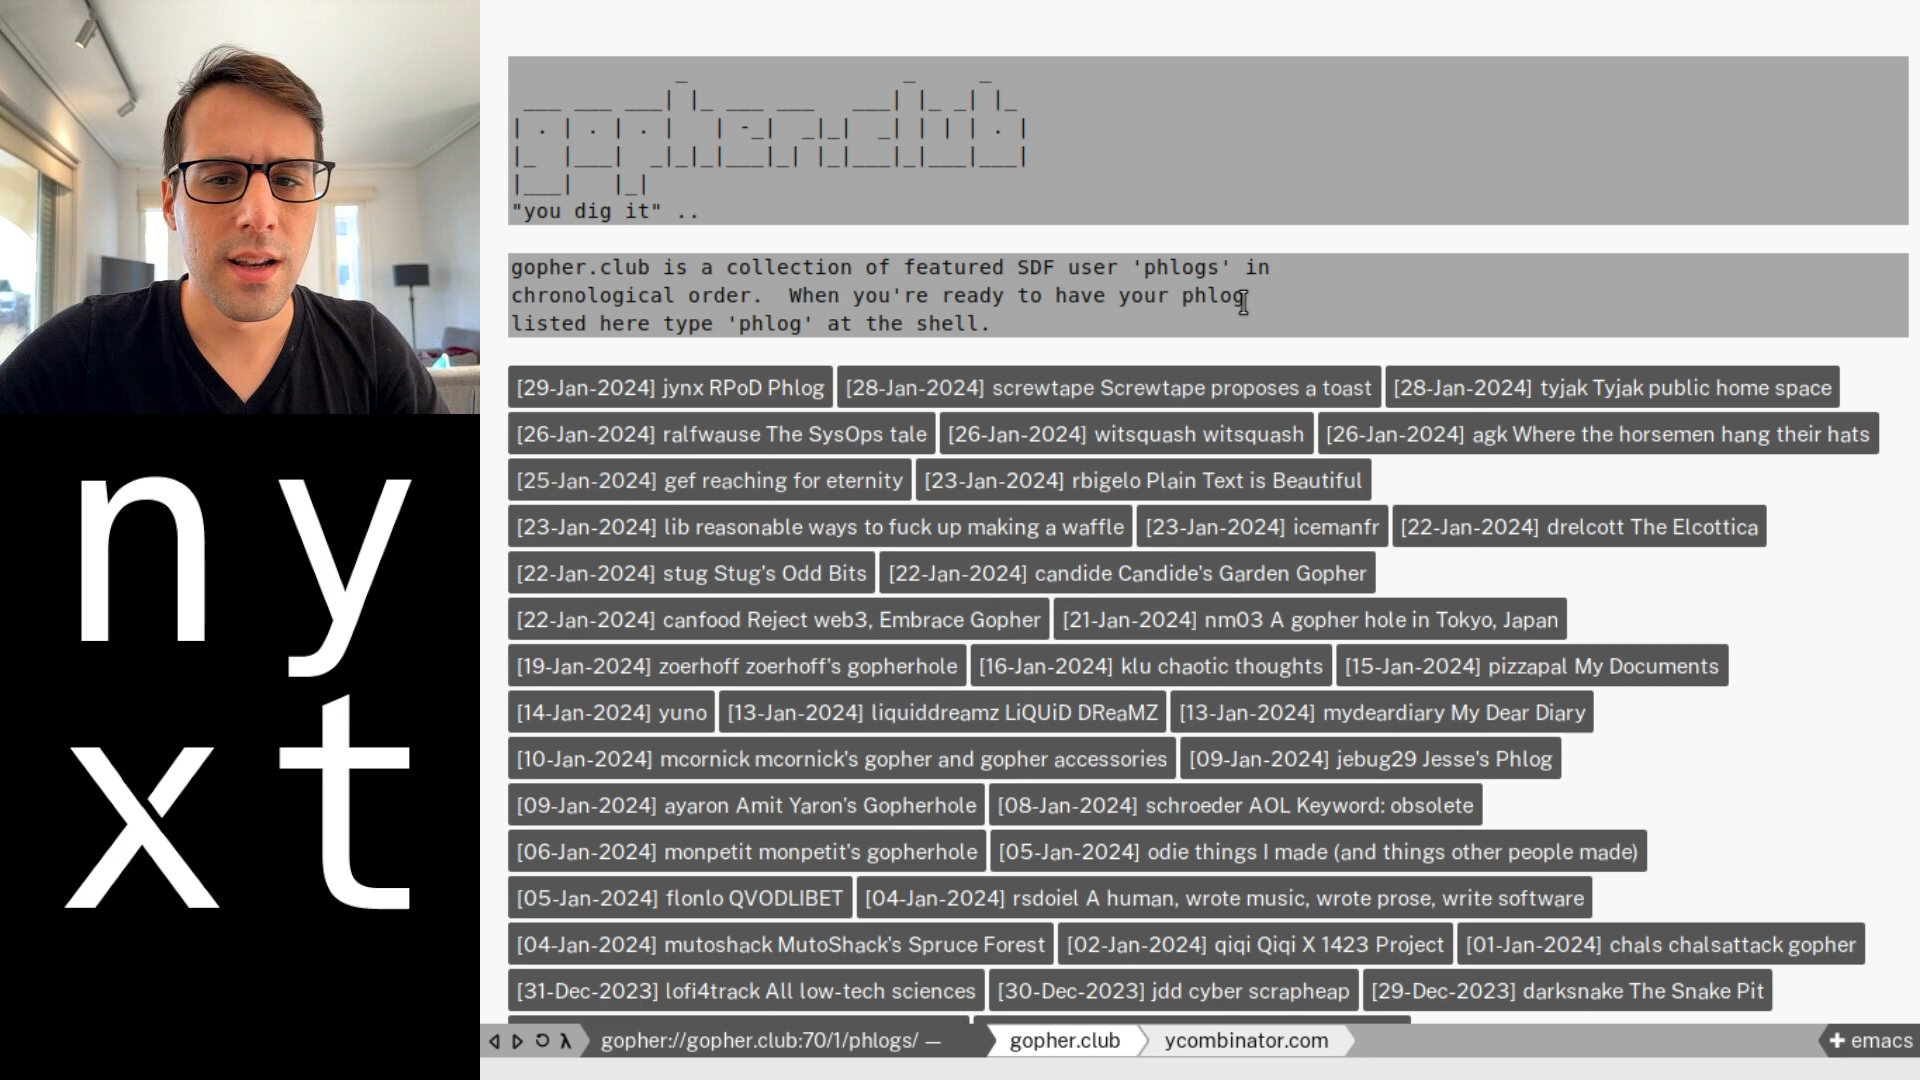 gopher.club
"you dig it" ..
gopher.club is a collection of featured SDF user 'phlogs' in
chronological order.  When you're ready to have your phlog
listed here type 'phlog' at the shell.
[29-Jan-2024] jynx RPoD Phlog [28-Jan-2024] screwtape Screwtape proposes a toast [28-Jan-2024] tyjak Tyjak public home space
[26-Jan-2024] ralfwause The SysOps tale [26-Jan-2024] witsquash witsquash [26-Jan-2024] agk Where the horsemen hang their hats
[25-Jan-2024] gef reaching for eternity [23-Jan-2024] rbigelo Plain Text is Beautiful
[23-Jan-2024] lib reasonable ways to fuck up making a waffle [23-Jan-2024] icemanfr [22-Jan-2024] drelcott The Elcottica
[22-Jan-2024] stug Stug's Odd Bits [22-Jan-2024] candide Candide's Garden Gopher
[22-Jan-2024] canfood Reject web3, Embrace Gopher [21-Jan-2024] nm03 A gopher hole in Tokyo, Japan
[19-Jan-2024] zoerhoff zoerhoff's gopherhole [16-Jan-2024] klu chaotic thoughts [15-Jan-2024] pizzapal My Documents
[14-Jan-2024] yuno [13-Jan-2024] liquiddreamz LiQUiD DReaMZ [13-Jan-2024] mydeardiary My Dear Diary
[10-Jan-2024] mcornick mcornick's gopher and gopher accessories [09-Jan-2024] jebug29 Jesse's Phlog
[09-Jan-2024] ayaron Amit Yaron's Gopherhole [08-Jan-2024] schroeder AOL Keyword: obsolete
[06-Jan-2024] monpetit monpetit's gopherhole [05-Jan-2024] odie things I made (and things other people made)
[05-Jan-2024] flonlo QVODLIBET [04-Jan-2024] rsdoiel A human, wrote music, wrote prose, write software
[04-Jan-2024] mutoshack MutoShack's Spruce Forest [02-Jan-2024] qiqi Qiqi X 1423 Project [01-Jan-2024] chals chalsattack gopher
[31-Dec-2023] lofi4track All low-tech sciences [30-Dec-2023] jdd cyber scrapheap [29-Dec-2023] darksnake The Snake Pit
λ gopher://gopher.club:70/1/phlogs/ — gopher.club ycombinator.com ✚ emacs
ny
xt